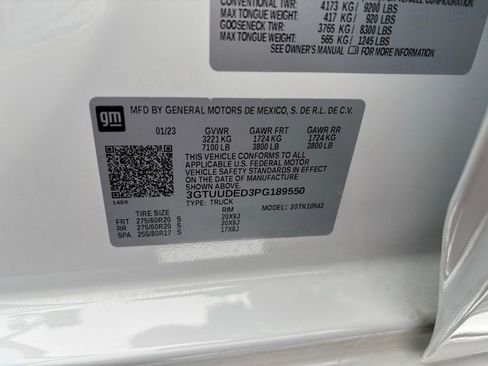 CONVENTIONAL TWR: 4173 KG / 9200 LBS
MAX TONGUE WEIGHT: 417 KG / 920 LBS
GOOSENECK TWR: 3765 KG / 8300 LBS
MAX TONGUE WEIGHT: 565 KG / 1245 LBS
SEE OWNER'S MANUAL FOR MORE INFORMATION
gm
MFD BY GENERAL MOTORS DE MEXICO, S. DE R.L. DE C.V.
01/23 GVWR GAWR FRT GAWR RR
3221 KG 1724 KG 1724 KG
7100 LB 3800 LB 3800 LB
THIS VEHICLE CONFORMS TO ALL
APPLICABLE U.S. FEDERAL MOTOR
VEHICLE SAFETY AND THEFT PREVENTION
STANDARDS IN EFFECT ON THE DATE OF
MANUFACTURE SHOWN ABOVE.
3GTUUDED3PG189550
140X TYPE: TRUCK MODEL: 30TK10543
TIRE SIZE RIM
FRT 275/60R20 S 20X9J
RR 275/60R20 S 20X9J
SPA 255/80R17 S 17X8J